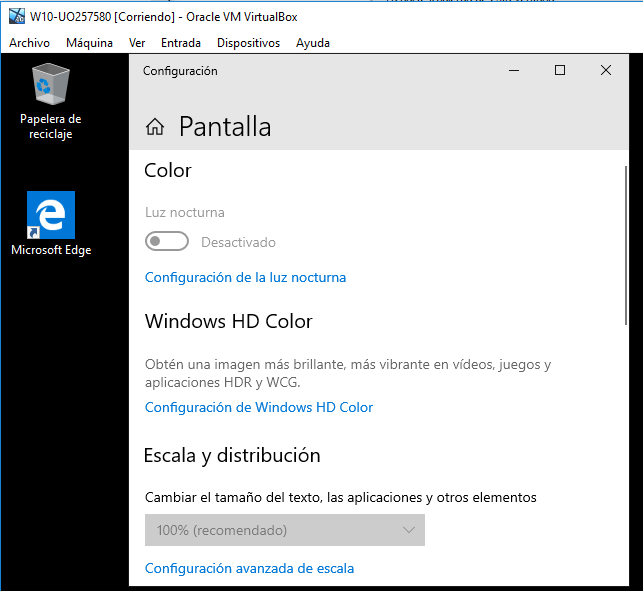 W10-UO257580 [Corriendo] - Oracle VM VirtualBox
Archivo Máquina Ver Entrada Dispositivos Ayuda
Papelera de
reciclaje
Microsoft Edge
Configuración
Pantalla
Color
Luz nocturna
Desactivado
Configuración de la luz nocturna
Windows HD Color
Obtén una imagen más brillante, más vibrante en vídeos, juegos y
aplicaciones HDR y WCG.
Configuración de Windows HD Color
Escala y distribución
Cambiar el tamaño del texto, las aplicaciones y otros elementos
100% (recomendado)
Configuración avanzada de escala